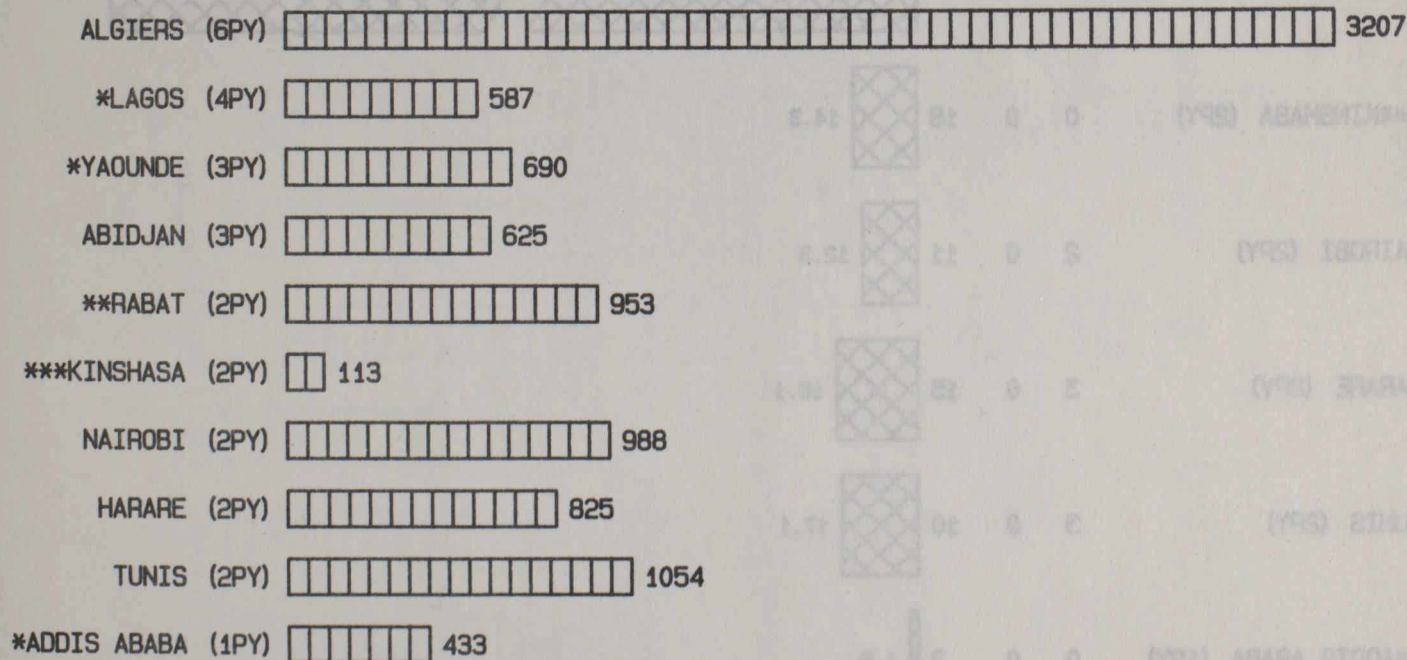 ALGIERS (6PY) 3207
*LAGOS (4PY) 587
*YAOUNDE (3PY) 690
ABIDJAN (3PY) 625
**RABAT (2PY) 953
***KINSHASA (2PY) 113
NAIROBI (2PY) 988
HARARE (2PY) 825
TUNIS (2PY) 1054
*ADDIS ABABA (1PY) 433